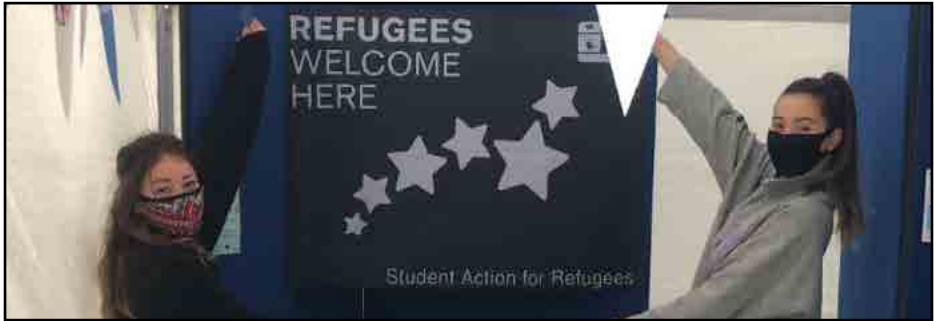 REFUGEES
WELCOME
HERE
Student Action for Refugees